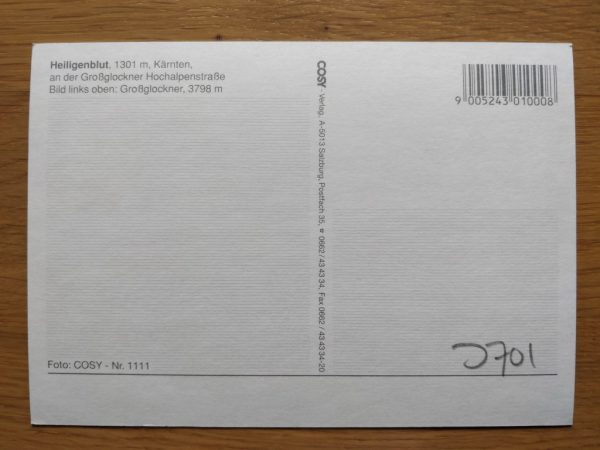 Heiligenblut, 1301 m, Kärnten,
an der Großglockner Hochalpenstraße
Bild links oben: Großglockner, 3798 m
COSY Verlag, A-5013 Salzburg, Postfach 35, ☎ 0662 / 43 43 34, Fax 0662 / 43 43 34-20
9 005243 010008
J701
Foto: COSY - Nr. 1111